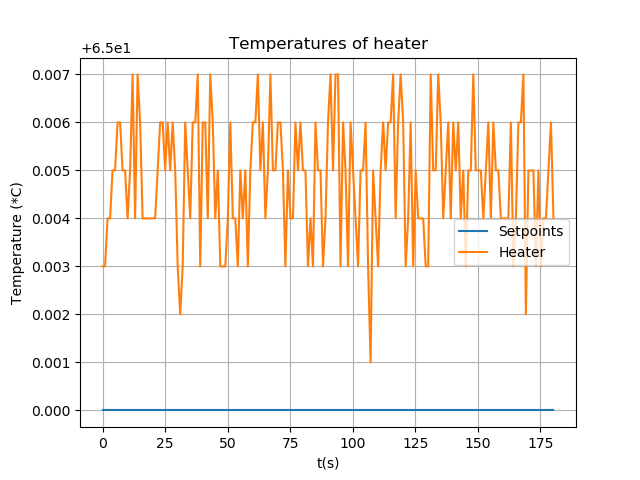 Temperatures of heater
+6.5e1
0.007
0.006
0.005
0.004
0.003
0.002
0.001
0.000
Temperature (*C)
Setpoints
Heater
0 25 50 75 100 125 150 175
t(s)